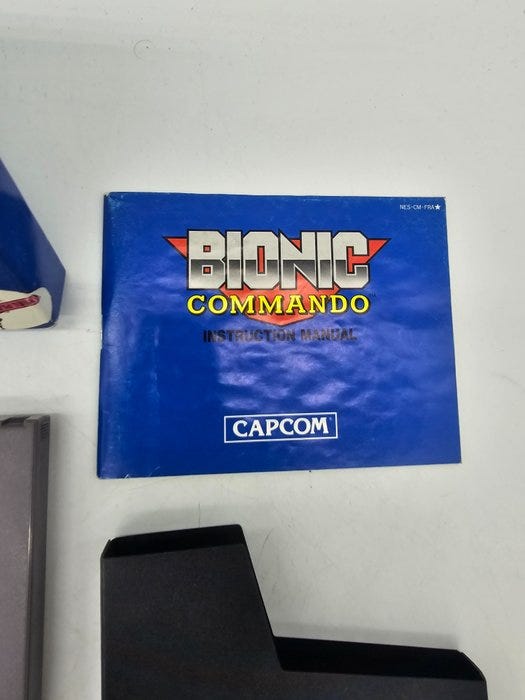 NES-CM-FRA★
BIONIC
COMMANDO
INSTRUCTION MANUAL
CAPCOM